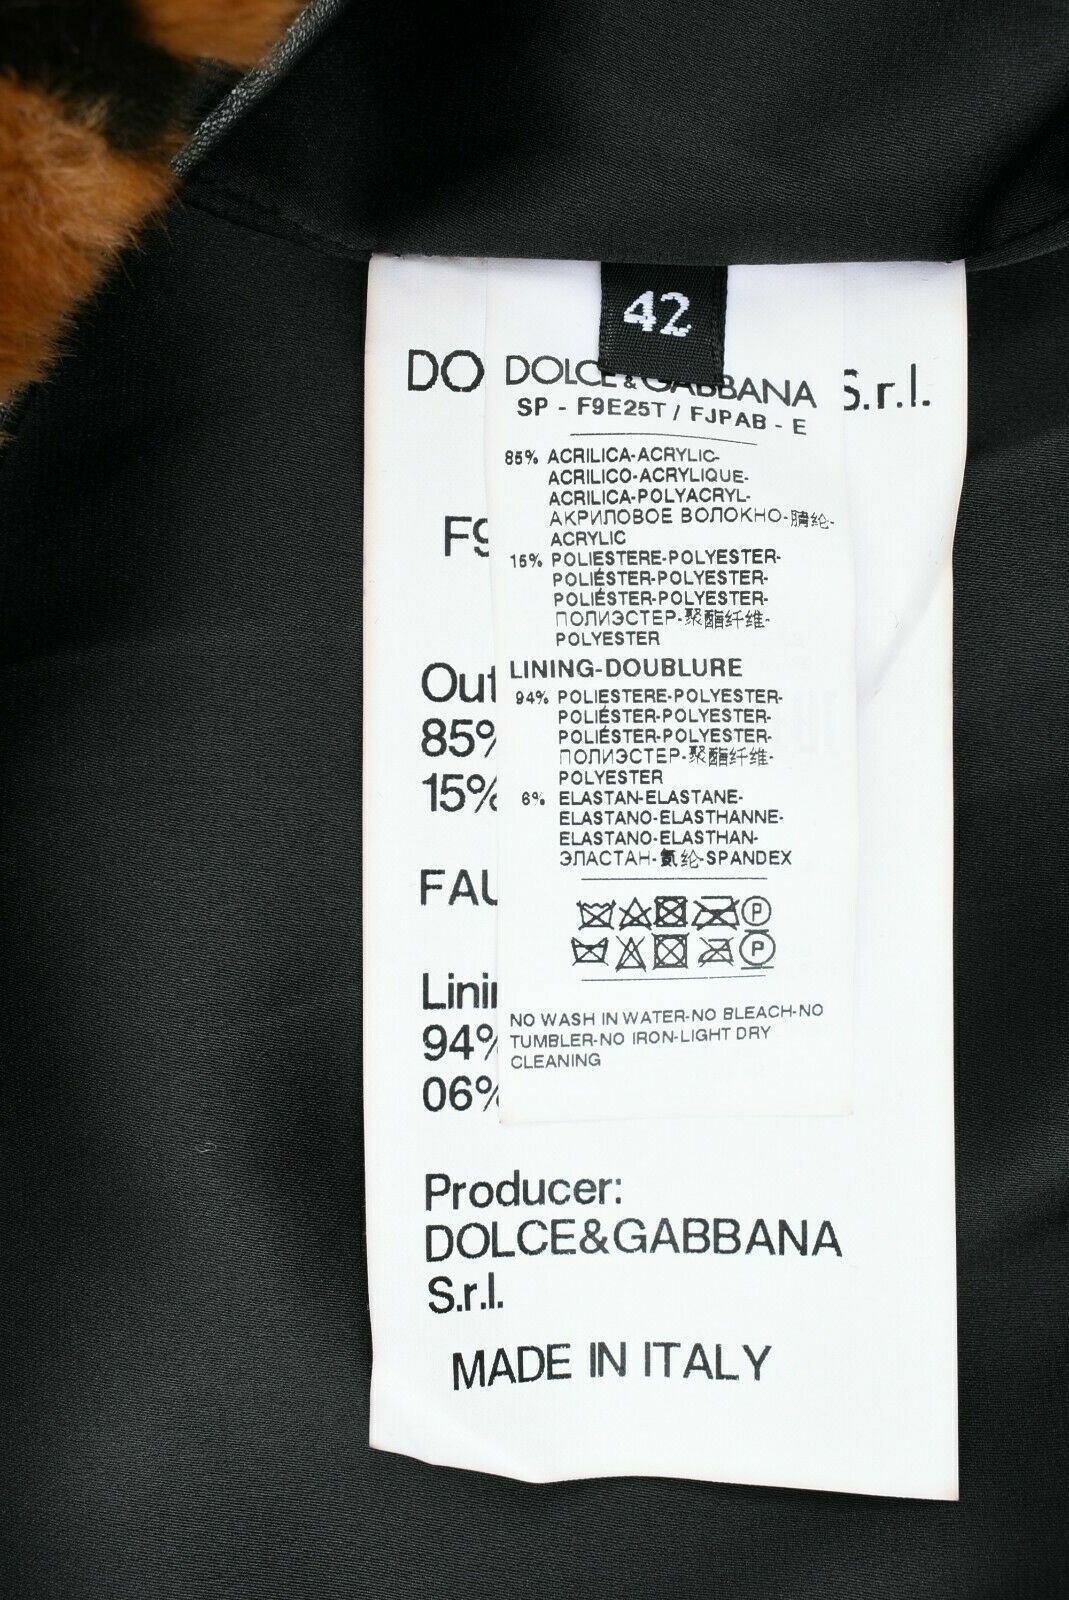 42
DO
S.r.l.
DOLCE&GABBANA
SP - F9E25T / FJPAB - E
85% ACRILICA-ACRYLIC-
ACRILICO-ACRYLIQUE-
ACRILICA-POLYACRYL-
АКРИЛОВОЕ ВОЛОКНО-腈纶-
ACRYLIC
15% POLIESTERE-POLYESTER-
POLIÉSTER-POLYESTER-
POLIÉSTER-POLYESTER-
ПОЛИЭСТЕР-聚酯纤维-
POLYESTER
LINING-DOUBLURE
94% POLIESTERE-POLYESTER-
POLIÉSTER-POLYESTER-
POLIÉSTER-POLYESTER-
ПОЛИЭСТЕР-聚酯纤维-
POLYESTER
6% ELASTAN-ELASTANE-
ELASTANO-ELASTHANNE-
ELASTANO-ELASTHAN-
ЭЛАСТАН-氨纶-SPANDEX
P
P
NO WASH IN WATER-NO BLEACH-NO
TUMBLER-NO IRON-LIGHT DRY
CLEANING
F9
Out
85%
15%
FAU
Linin
94%
06%
Producer:
DOLCE&GABBANA
S.r.l.
MADE IN ITALY